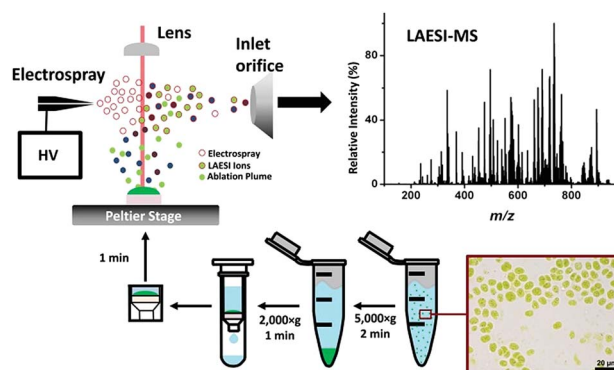 Lens
Inlet
orifice
Electrospray
HV
Electrospray
LAESI Ions
Ablation Plume
Peltier Stage
LAESI-MS
Relative Intensity (%)
80
40
0
200
400
600
800
m/z
1 min
2,000×g
1 min
5,000×g
2 min
20 µm